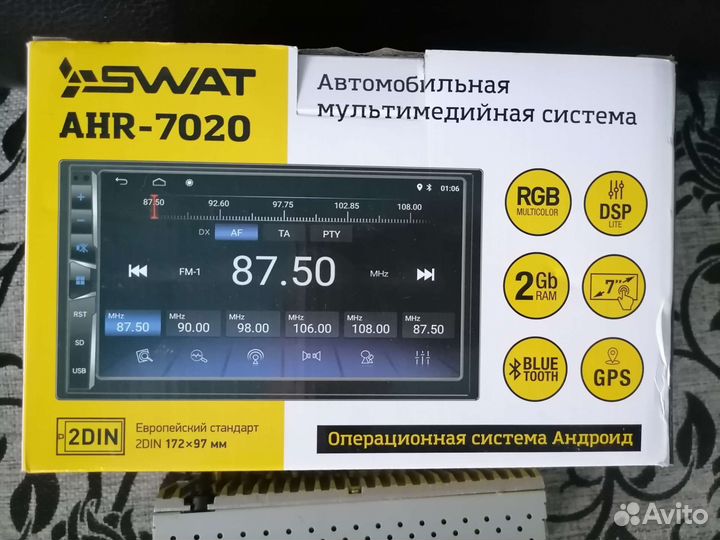 SWAT
AHR-7020
Автомобильная
мультимедийная система
01:06
87.50 92.60 97.75 102.85 108.00
DX AF TA PTY
FM-1 87.50 MHz
MHz MHz MHz MHz MHz MHz
87.50 90.00 98.00 106.00 108.00 87.50
RST
SD
USB
RGB
MULTICOLOR
DSP
LITE
2Gb
RAM
7"
BLUE
TOOTH
GPS
2DIN
Европейский стандарт
2DIN 172×97 мм
Операционная система Андроид
Avito